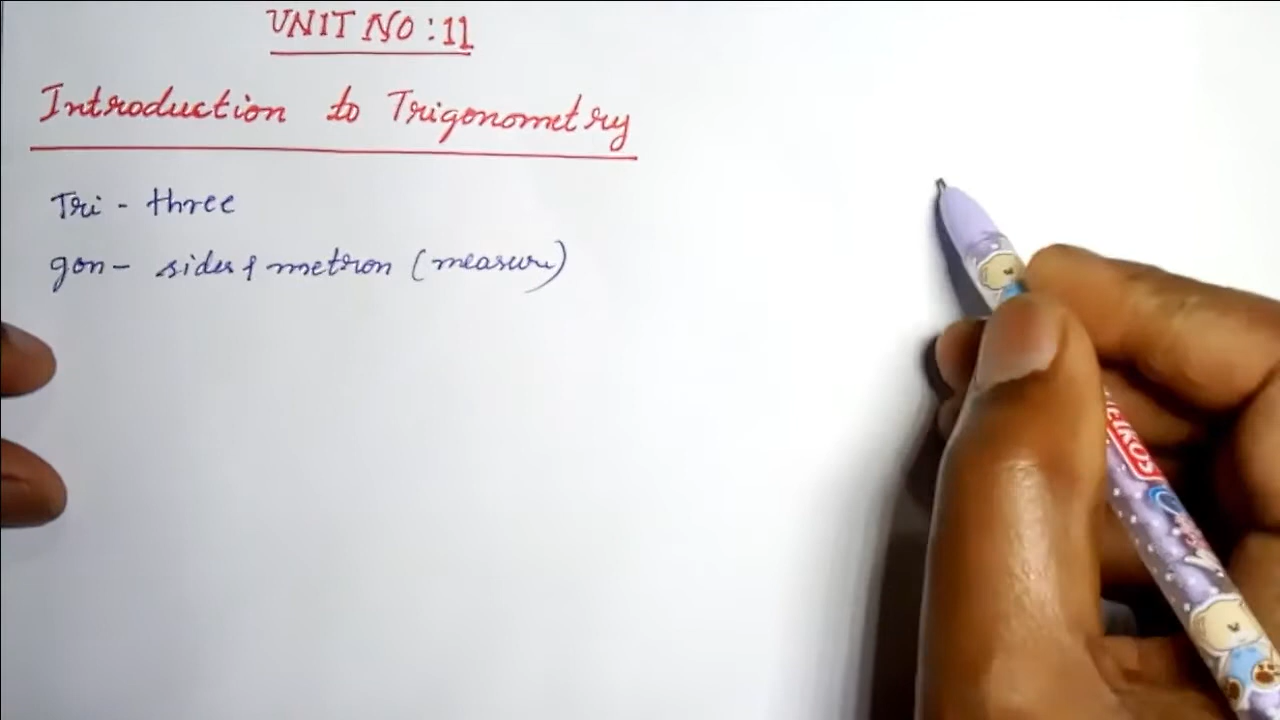 UNIT NO : 11
Introduction to Trigonometry
Tri - three
gon - sides & metron (measure)